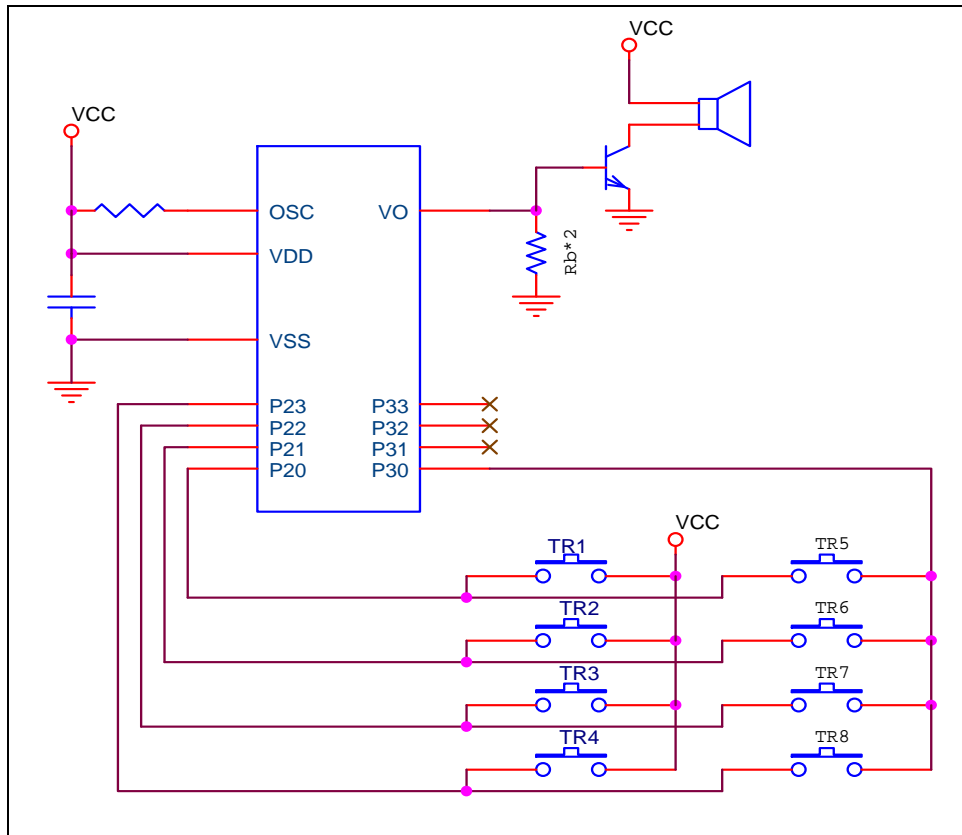 VCC
VCC
OSC VO
Rb*2
VDD
VSS
P23 P33
P22 P32
P21 P31
P20 P30
VCC
TR1 TR5
TR2 TR6
TR3 TR7
TR4 TR8